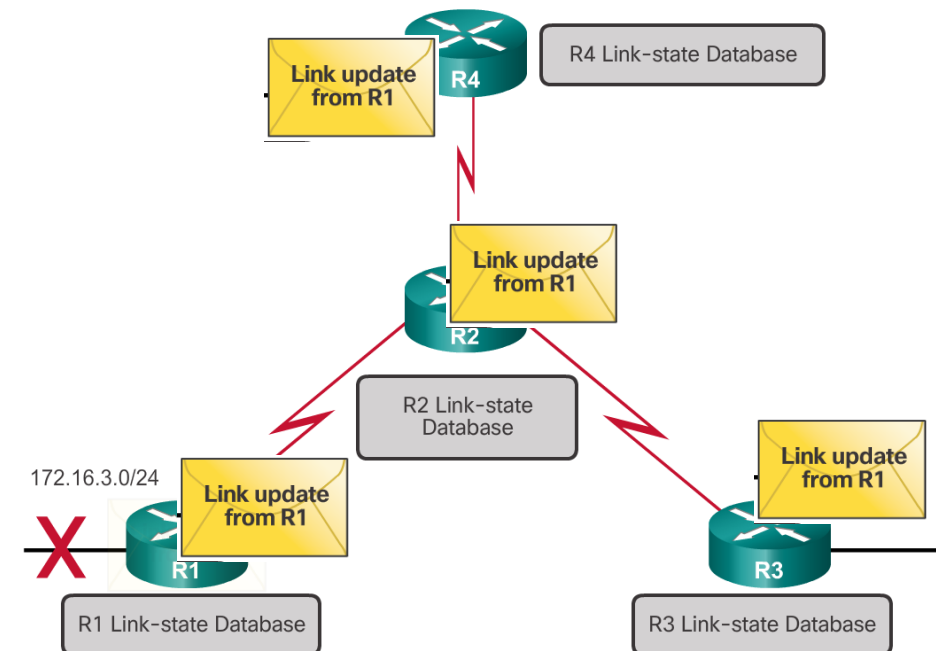 Link update
from R1
R4
R4 Link-state Database
Link update
from R1
R2
R2 Link-state
Database
172.16.3.0/24
X
Link update
from R1
R1
R1 Link-state Database
Link update
from R1
R3
R3 Link-state Database